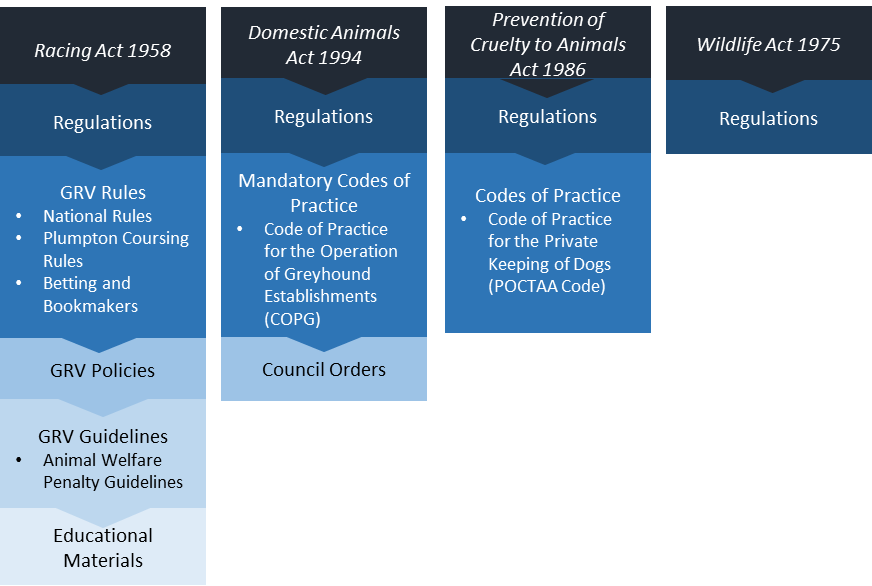 Racing Act 1958
Regulations
GRV Rules
• National Rules
• Plumpton Coursing
Rules
• Betting and
Bookmakers
GRV Policies
GRV Guidelines
• Animal Welfare
Penalty Guidelines
Educational
Materials
Domestic Animals
Act 1994
Regulations
Mandatory Codes of
Practice
• Code of Practice
for the Operation
of Greyhound
Establishments
(COPG)
Council Orders
Prevention of
Cruelty to Animals
Act 1986
Regulations
Codes of Practice
• Code of Practice
for the Private
Keeping of Dogs
(POCTAA Code)
Wildlife Act 1975
Regulations